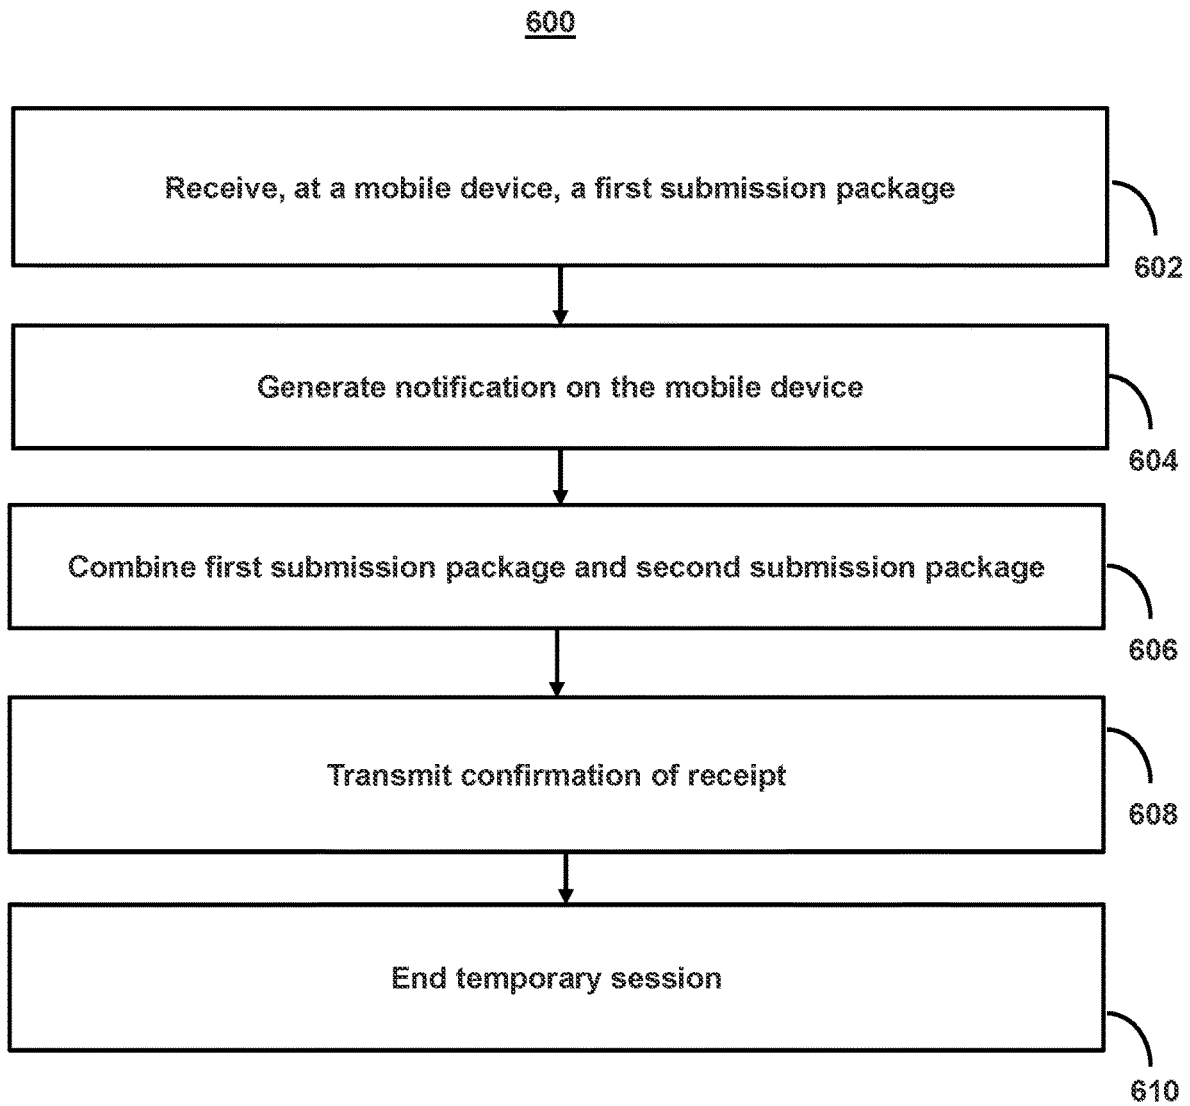 600
Receive, at a mobile device, a first submission package
602
Generate notification on the mobile device
604
Combine first submission package and second submission package
606
Transmit confirmation of receipt
608
End temporary session
610